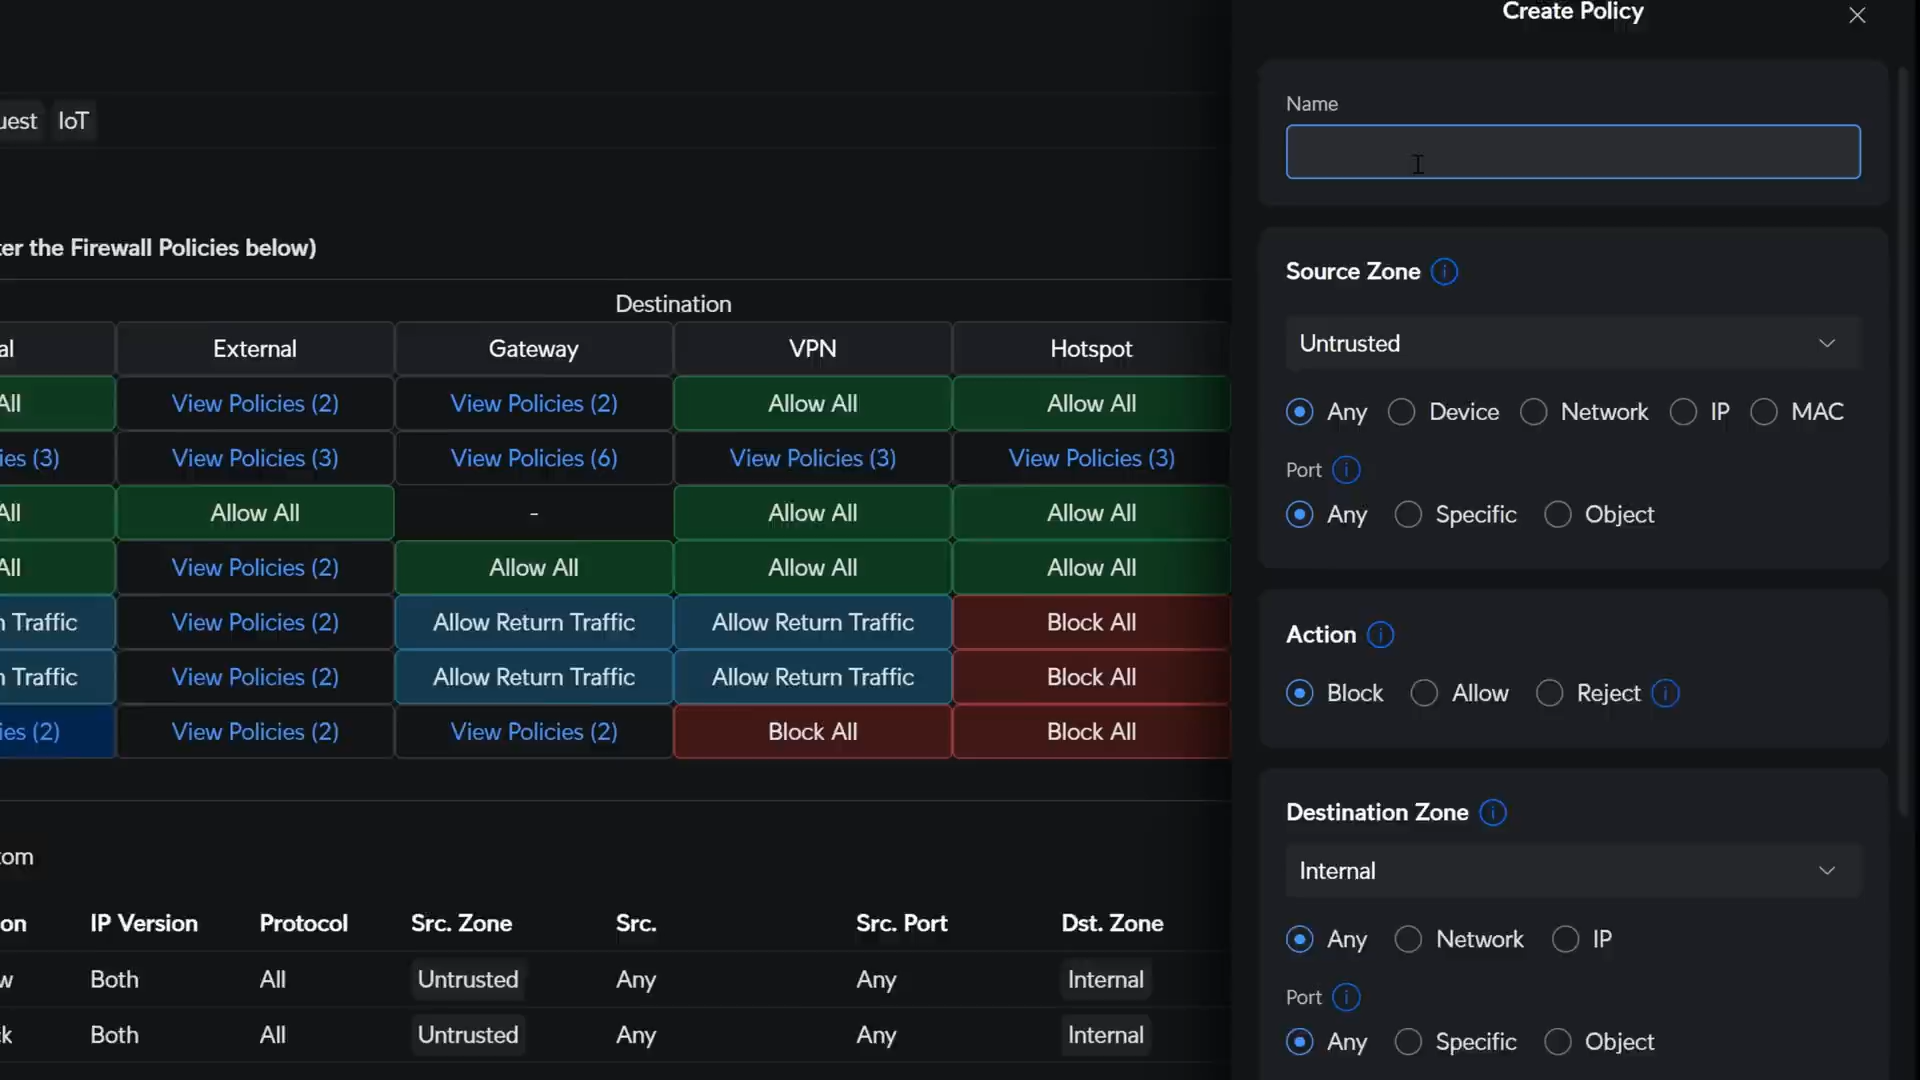 Create Policy
uest IoT
er the Firewall Policies below)
Destination
al External Gateway VPN Hotspot
All View Policies (2) View Policies (2) Allow All Allow All
ies (3) View Policies (3) View Policies (6) View Policies (3) View Policies (3)
All Allow All - Allow All Allow All
All View Policies (2) Allow All Allow All Allow All
n Traffic View Policies (2) Allow Return Traffic Allow Return Traffic Block All
n Traffic View Policies (2) Allow Return Traffic Allow Return Traffic Block All
ies (2) View Policies (2) View Policies (2) Block All Block All
tom
on IP Version Protocol Src. Zone Src. Src. Port Dst. Zone
w Both All Untrusted Any Any Internal
k Both All Untrusted Any Any Internal
Name
Source Zone
Untrusted
Any Device Network IP MAC
Port
Any Specific Object
Action
Block Allow Reject
Destination Zone
Internal
Any Network IP
Port
Any Specific Object